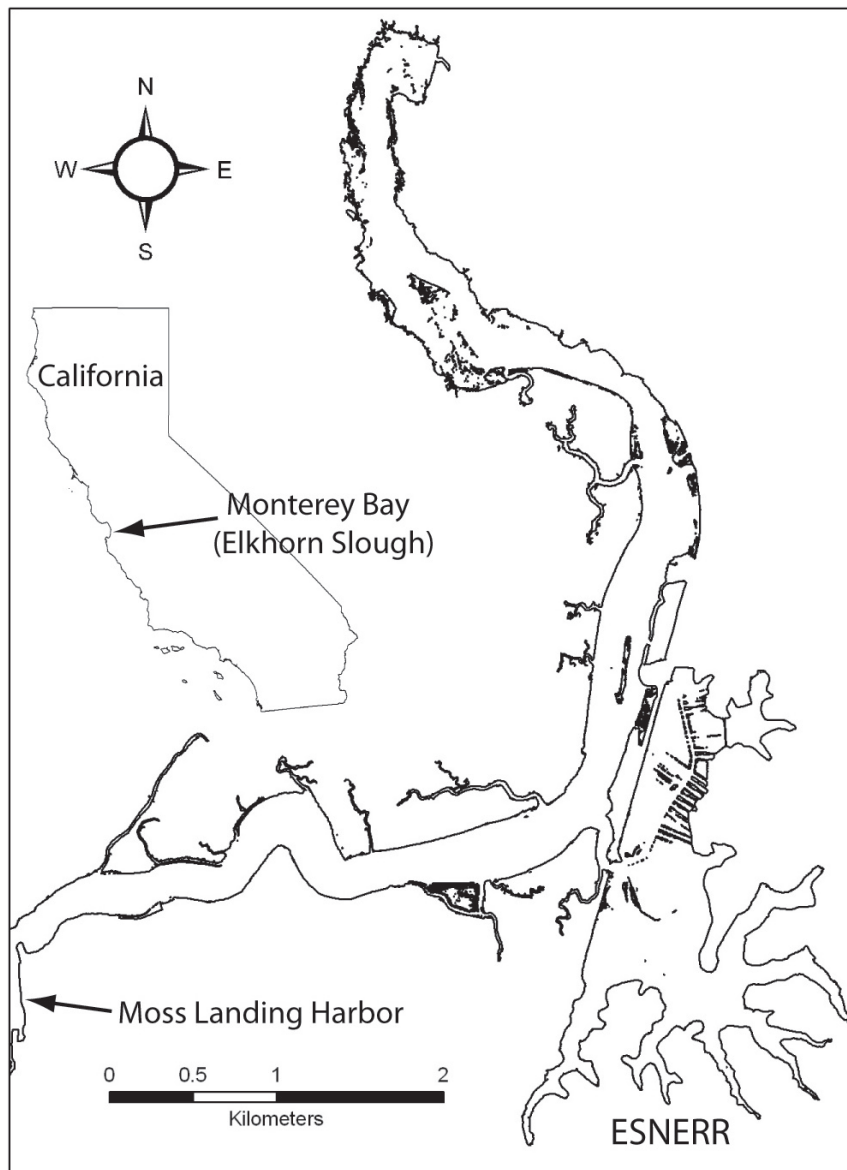 N
W E
S
California
Monterey Bay
(Elkhorn Slough)
Moss Landing Harbor
0 0.5 1 2
Kilometers
ESNERR